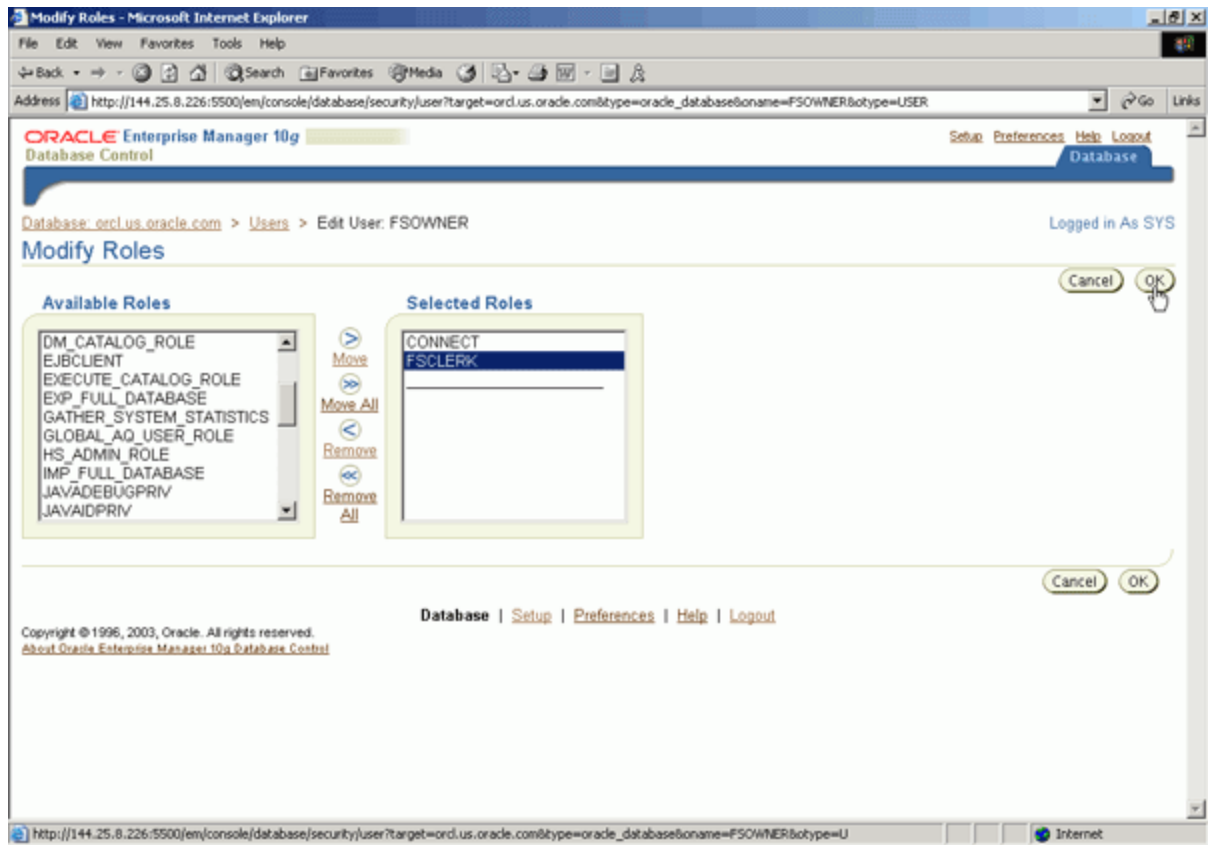 Modify Roles - Microsoft Internet Explorer
File Edit View Favorites Tools Help
Back Search Favorites Media
Address http://144.25.8.226:5500/em/console/database/security/user?target=orcl.us.oracle.com&type=oracle_database&oname=FSOWNER&otype=USER Go Links
ORACLE Enterprise Manager 10g
Database Control
Setup Preferences Help Logout
Database
Database: orcl.us.oracle.com > Users > Edit User: FSOWNER
Logged in As SYS
Modify Roles
Cancel OK
Available Roles
DM_CATALOG_ROLE
EJBCLIENT
EXECUTE_CATALOG_ROLE
EXP_FULL_DATABASE
GATHER_SYSTEM_STATISTICS
GLOBAL_AQ_USER_ROLE
HS_ADMIN_ROLE
IMP_FULL_DATABASE
JAVADEBUGPRIV
JAVAIDPRIV
Move
Move All
Remove
Remove
All
Selected Roles
CONNECT
FSCLERK
Cancel OK
Database | Setup | Preferences | Help | Logout
Copyright © 1996, 2003, Oracle. All rights reserved.
About Oracle Enterprise Manager 10g Database Control
http://144.25.8.226:5500/em/console/database/security/user?target=orcl.us.oracle.com&type=oracle_database&oname=FSOWNER&otype=U
Internet